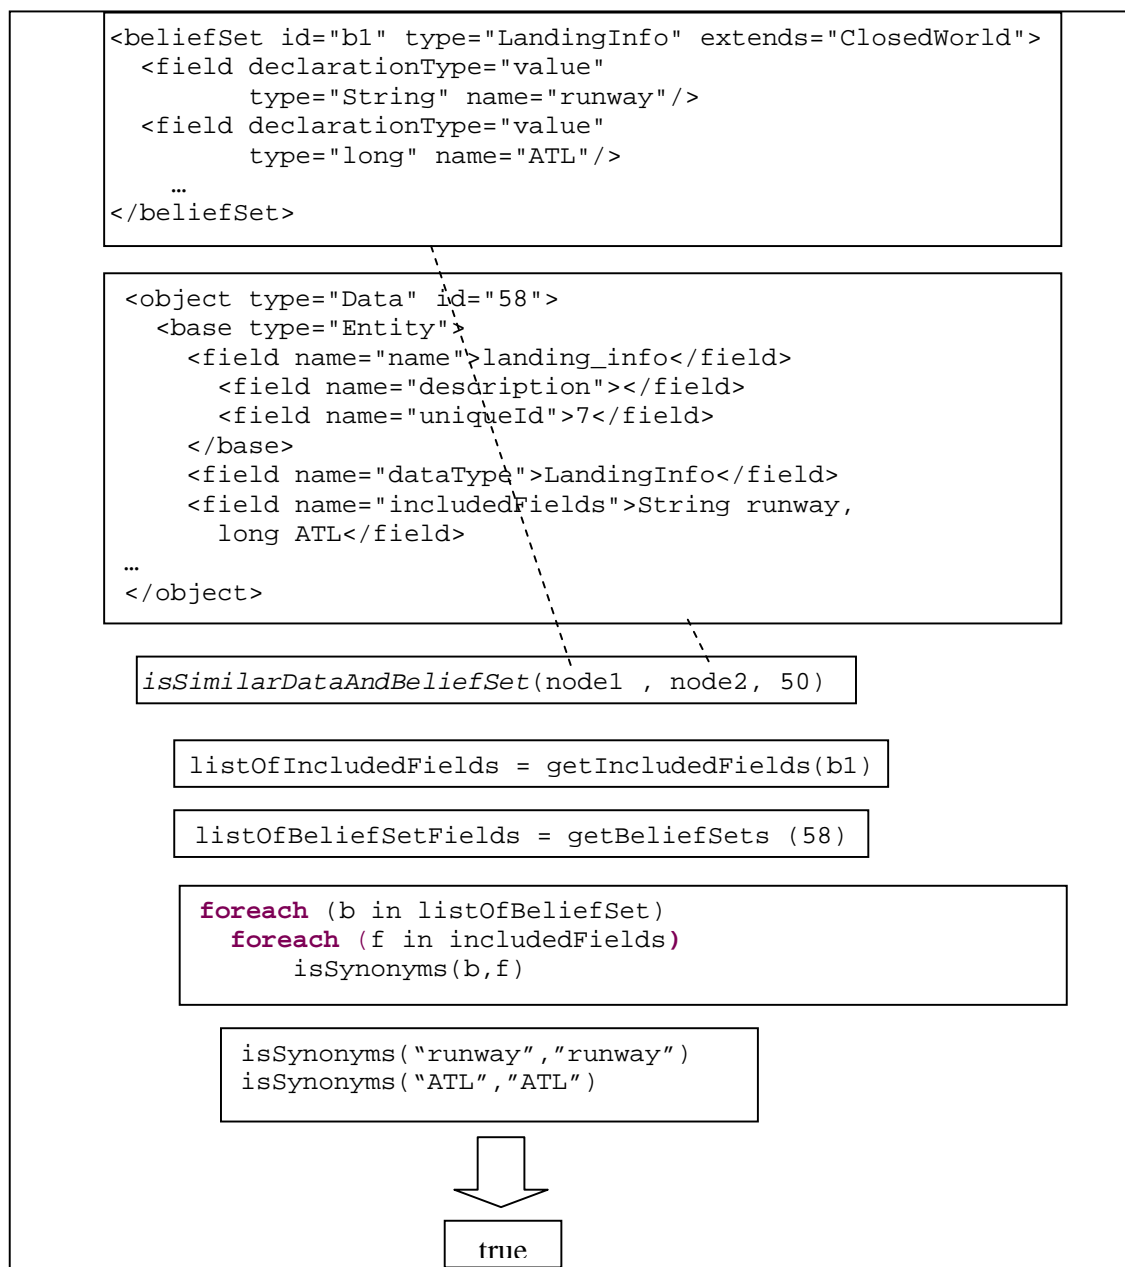 <beliefSet id="b1" type="LandingInfo" extends="ClosedWorld">
<field declarationType="value"
type="String" name="runway"/>
<field declarationType="value"
type="long" name="ATL"/>
…
</beliefSet>
<object type="Data" id="58">
<base type="Entity">
<field name="name">landing_info</field>
<field name="description"></field>
<field name="uniqueId">7</field>
</base>
<field name="dataType">LandingInfo</field>
<field name="includedFields">String runway,
long ATL</field>
…
</object>
isSimilarDataAndBeliefSet(node1 , node2, 50)
listOfIncludedFields = getIncludedFields(b1)
listOfBeliefSetFields = getBeliefSets (58)
foreach (b in listOfBeliefSet)
foreach (f in includedFields)
isSynonyms(b,f)
isSynonyms(“runway”,”runway”)
isSynonyms(“ATL”,”ATL”)
true